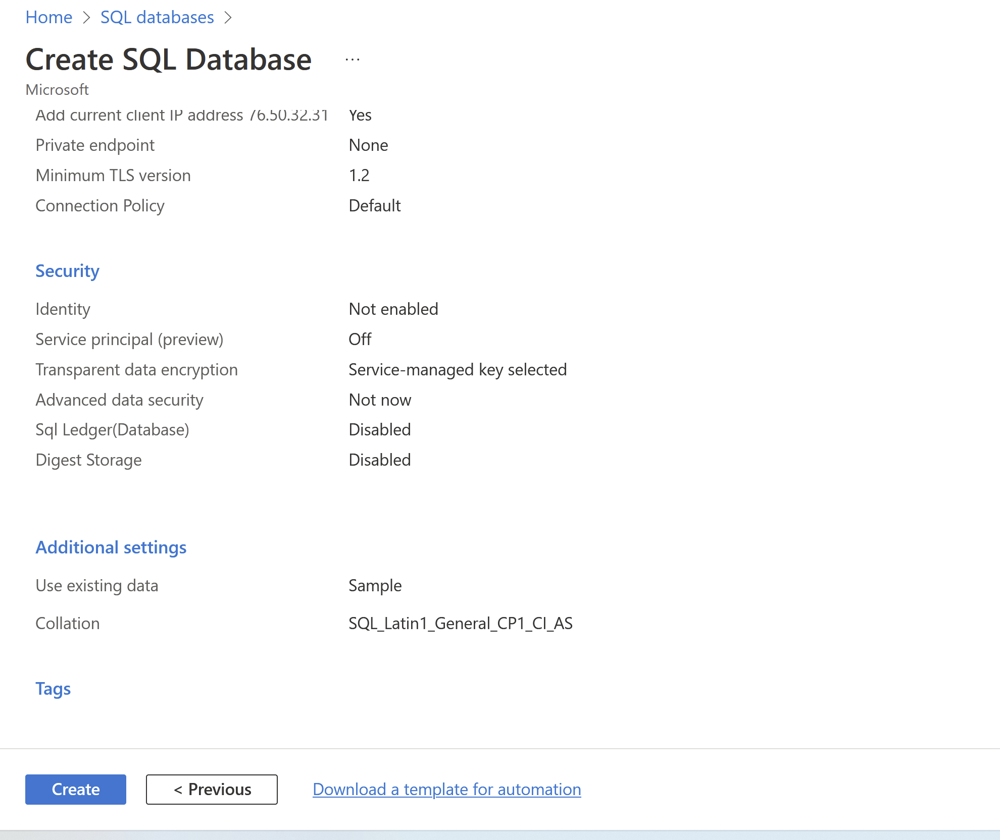 Home > SQL databases >
Create SQL Database ...
Microsoft
Add current client IP address 76.50.32.31 Yes
Private endpoint None
Minimum TLS version 1.2
Connection Policy Default
Security
Identity Not enabled
Service principal (preview) Off
Transparent data encryption Service-managed key selected
Advanced data security Not now
Sql Ledger(Database) Disabled
Digest Storage Disabled
Additional settings
Use existing data Sample
Collation SQL_Latin1_General_CP1_CI_AS
Tags
Create < Previous Download a template for automation